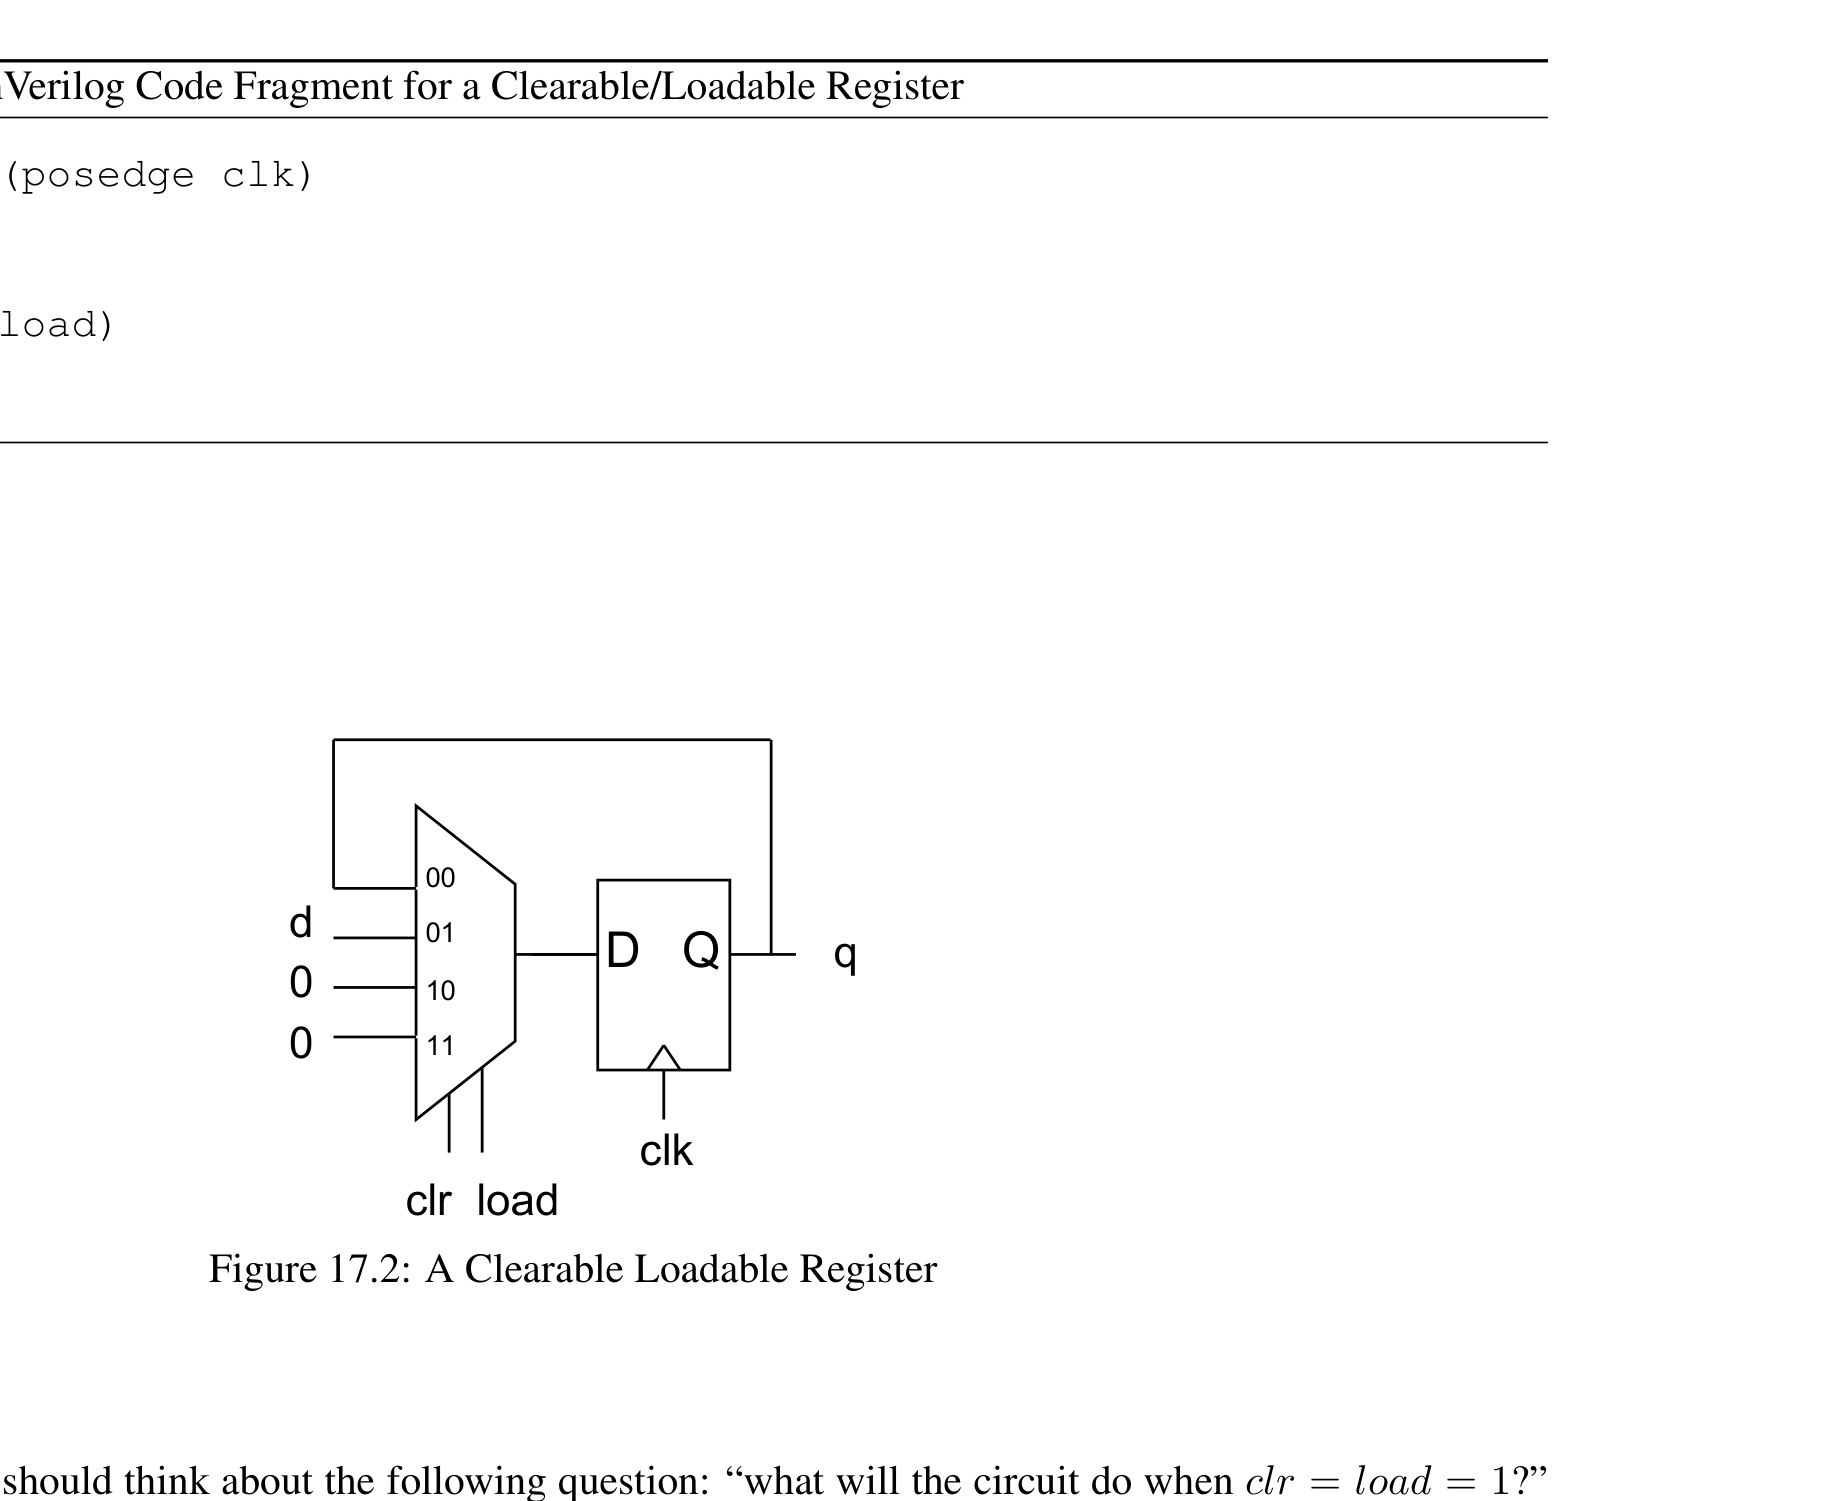 Verilog Code Fragment for a Clearable/Loadable Register
(posedge clk)
load)
00
d 01
0 10
0 11
D Q q
clk
clr load
Figure 17.2: A Clearable Loadable Register
should think about the following question: “what will the circuit do when clr = load = 1?”